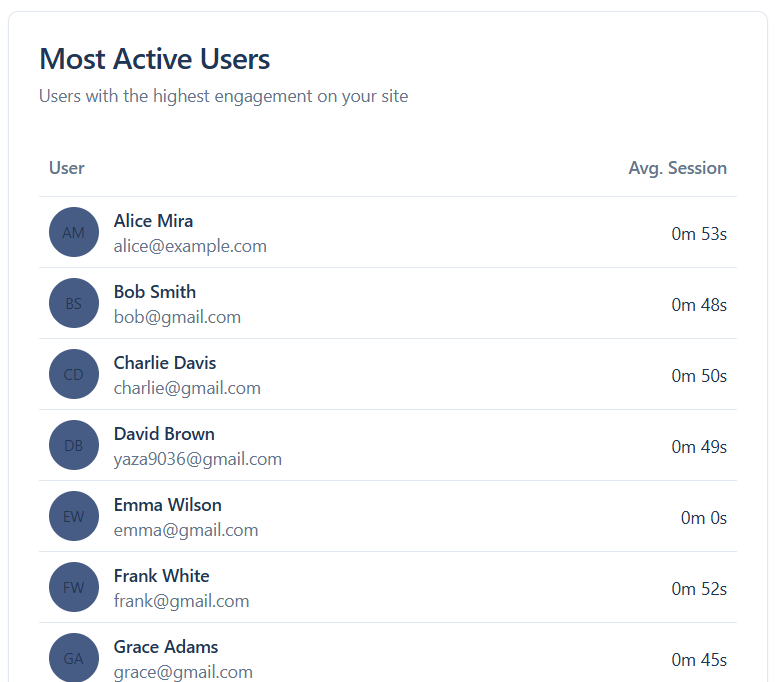 Most Active Users
Users with the highest engagement on your site
User Avg. Session
AM Alice Mira
alice@example.com 0m 53s
BS Bob Smith
bob@gmail.com 0m 48s
CD Charlie Davis
charlie@gmail.com 0m 50s
DB David Brown
yaza9036@gmail.com 0m 49s
EW Emma Wilson
emma@gmail.com 0m 0s
FW Frank White
frank@gmail.com 0m 52s
GA Grace Adams
grace@gmail.com 0m 45s